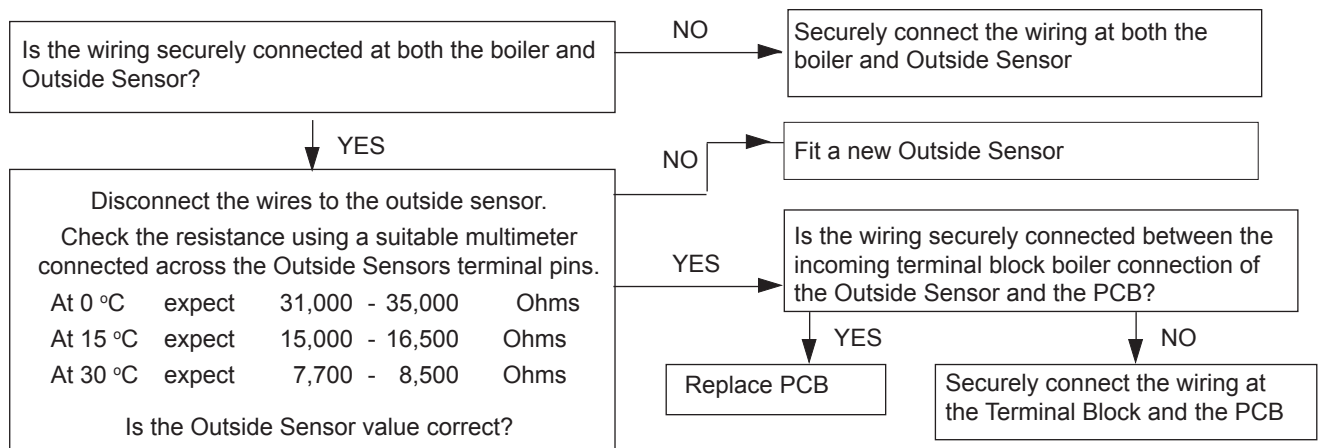 Is the wiring securely connected at both the boiler and
Outside Sensor?
NO
Securely connect the wiring at both the
boiler and Outside Sensor
YES
Disconnect the wires to the outside sensor.
Check the resistance using a suitable multimeter
connected across the Outside Sensors terminal pins.
At 0 °C expect 31,000 - 35,000 Ohms
At 15 °C expect 15,000 - 16,500 Ohms
At 30 °C expect 7,700 - 8,500 Ohms
Is the Outside Sensor value correct?
NO
Fit a new Outside Sensor
YES
Is the wiring securely connected between the
incoming terminal block boiler connection of
the Outside Sensor and the PCB?
YES
Replace PCB
NO
Securely connect the wiring at
the Terminal Block and the PCB